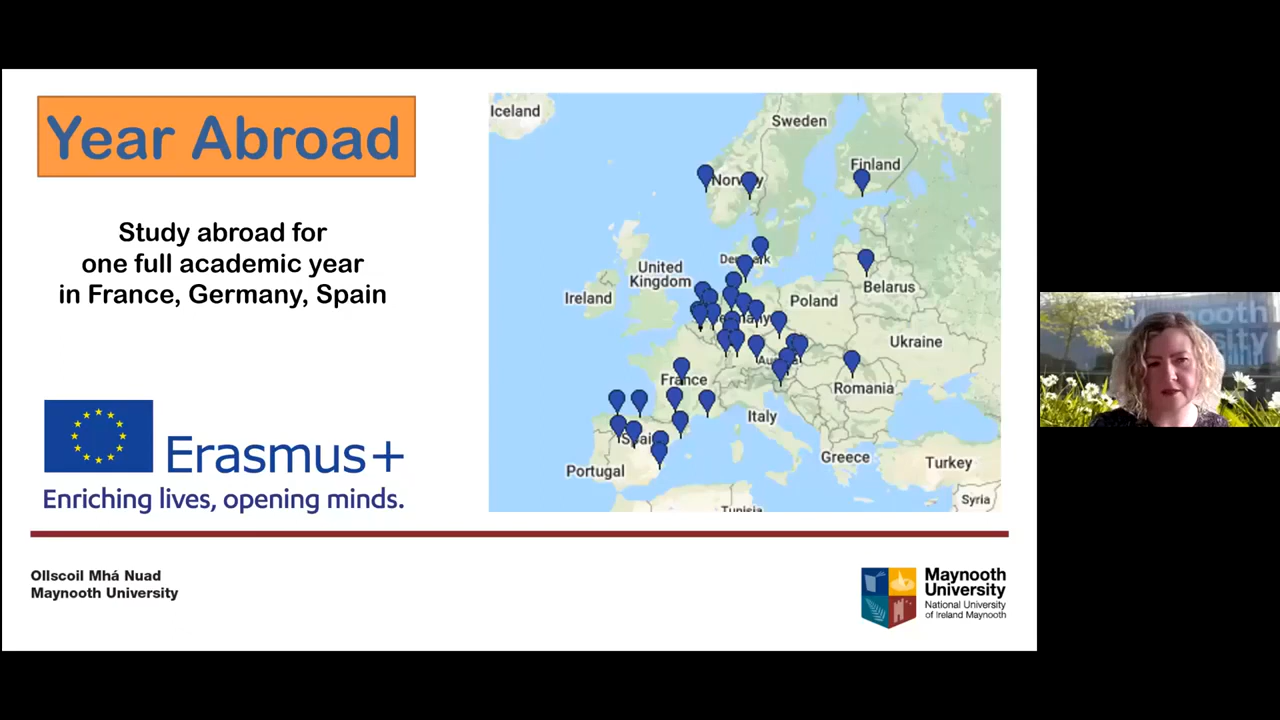 Year Abroad
Study abroad for
one full academic year
in France, Germany, Spain
Erasmus+
Enriching lives, opening minds.
Iceland
Sweden
Finland
Norway
Denmark
United
Kingdom
Ireland
Belarus
Poland
Germany
Ukraine
France
Romania
Italy
Spain
Portugal
Greece
Turkey
Syria
Tunisia
Ollscoil Mhá Nuad
Maynooth University
Maynooth
University
National University
of Ireland Maynooth
Maynooth